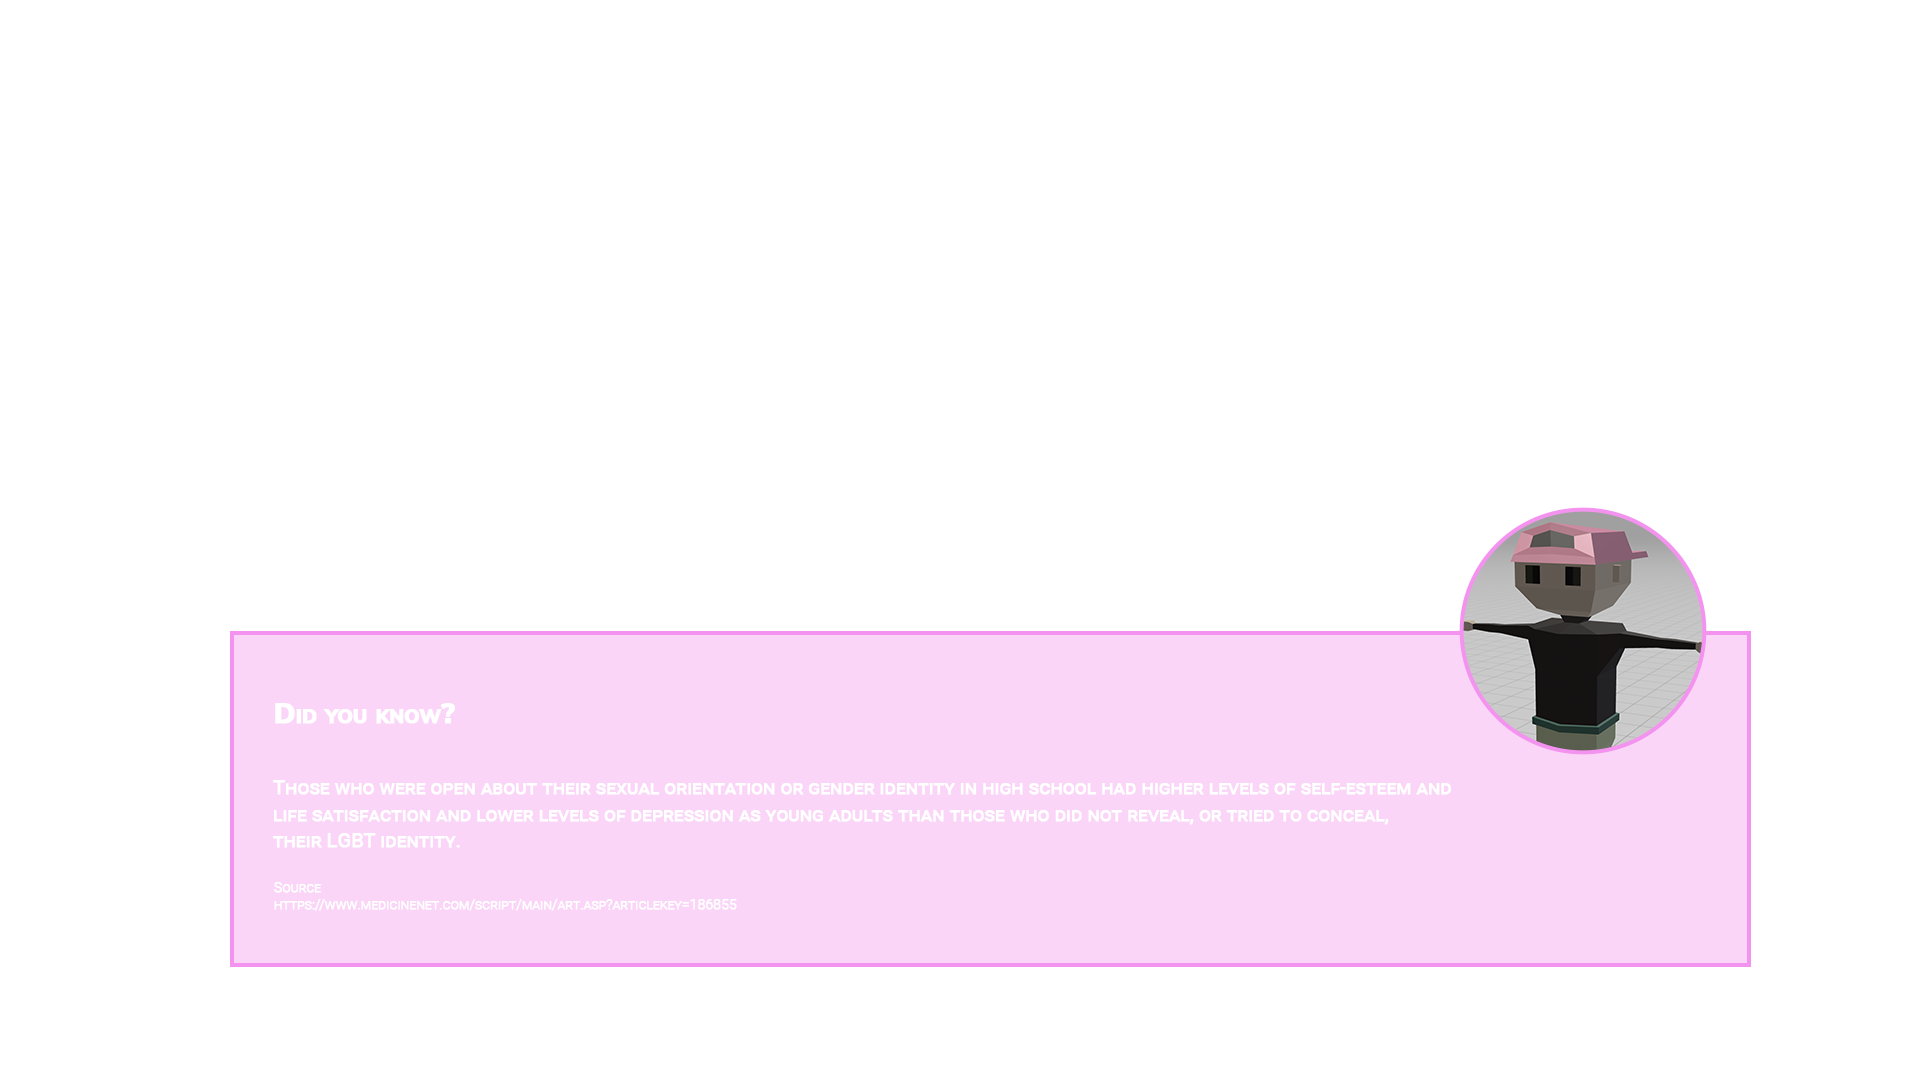 Did you know?
Those who were open about their sexual orientation or gender identity in high school had higher levels of self-esteem and
life satisfaction and lower levels of depression as young adults than those who did not reveal, or tried to conceal,
their LGBT identity.
Source
https://www.medicinenet.com/script/main/art.asp?articlekey=186855